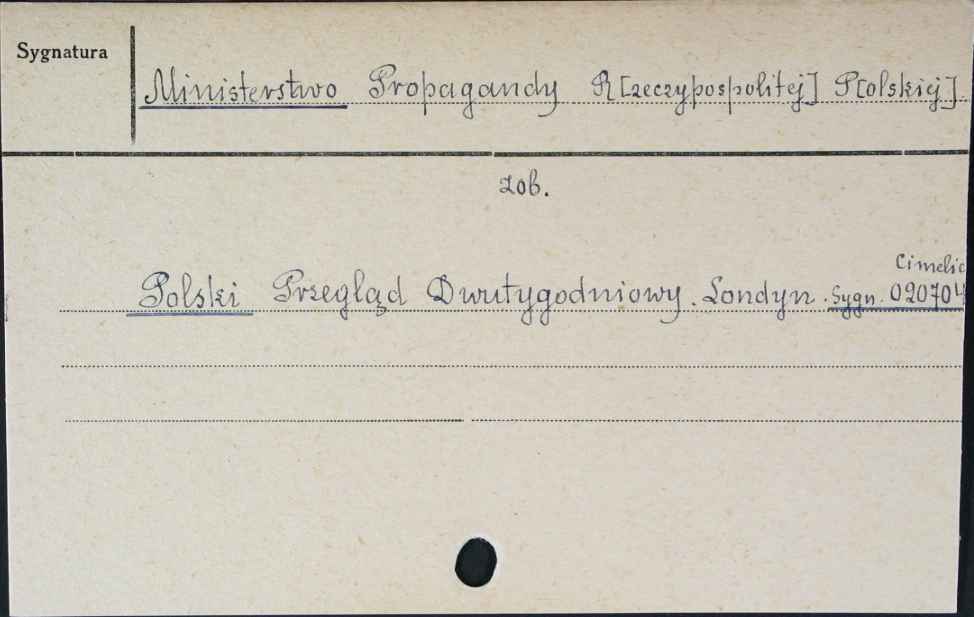 Sygnatura
Ministerstwo Propagandy R[zeczypospolitej] P[olskiej]
zob.
Cimelia
Polski Przegląd Dwutygodniowy. Londyn. Sygn. 020704